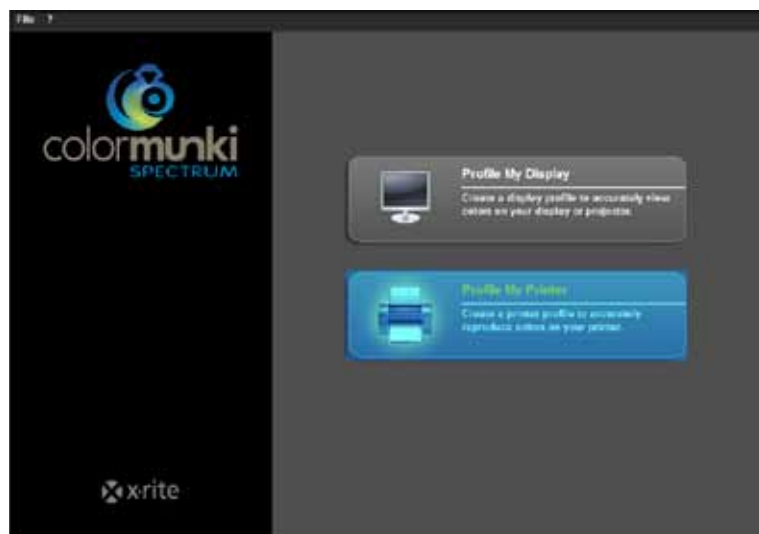 File ?
colormunki
SPECTRUM
Profile My Display
Create a display profile to accurately view
colors on your display or projector.
Profile My Printer
Create a printer profile to accurately
reproduce colors on your printer.
x·rite